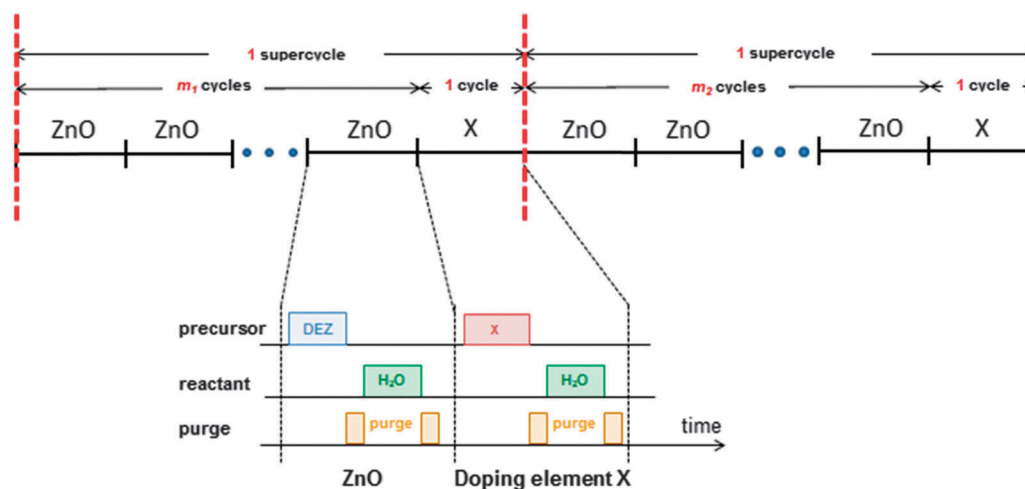 1 supercycle 1 supercycle
m₁ cycles 1 cycle m₂ cycles 1 cycle
ZnO ZnO ZnO X ZnO ZnO ZnO X
precursor DEZ X
reactant H₂O H₂O
purge purge purge time
ZnO Doping element X